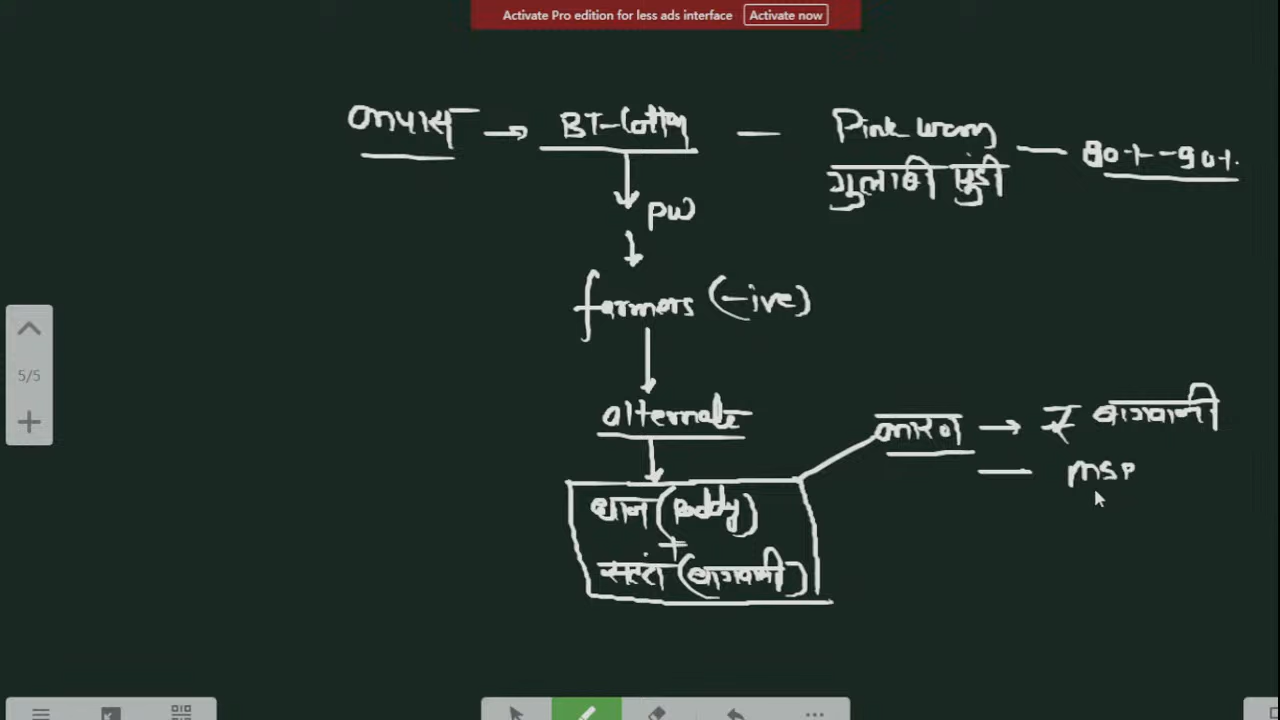 Activate Pro edition for less ads interface Activate now
कपास → BT-Cotton — Pink worm — 80% - 90%
गुलाबी सुंडी
PW
farmers (-ive)
5/5
alternate
कारण → ₹ बागवानी
— MSP
धान (Paddy)
+
संतरा (बागवानी)